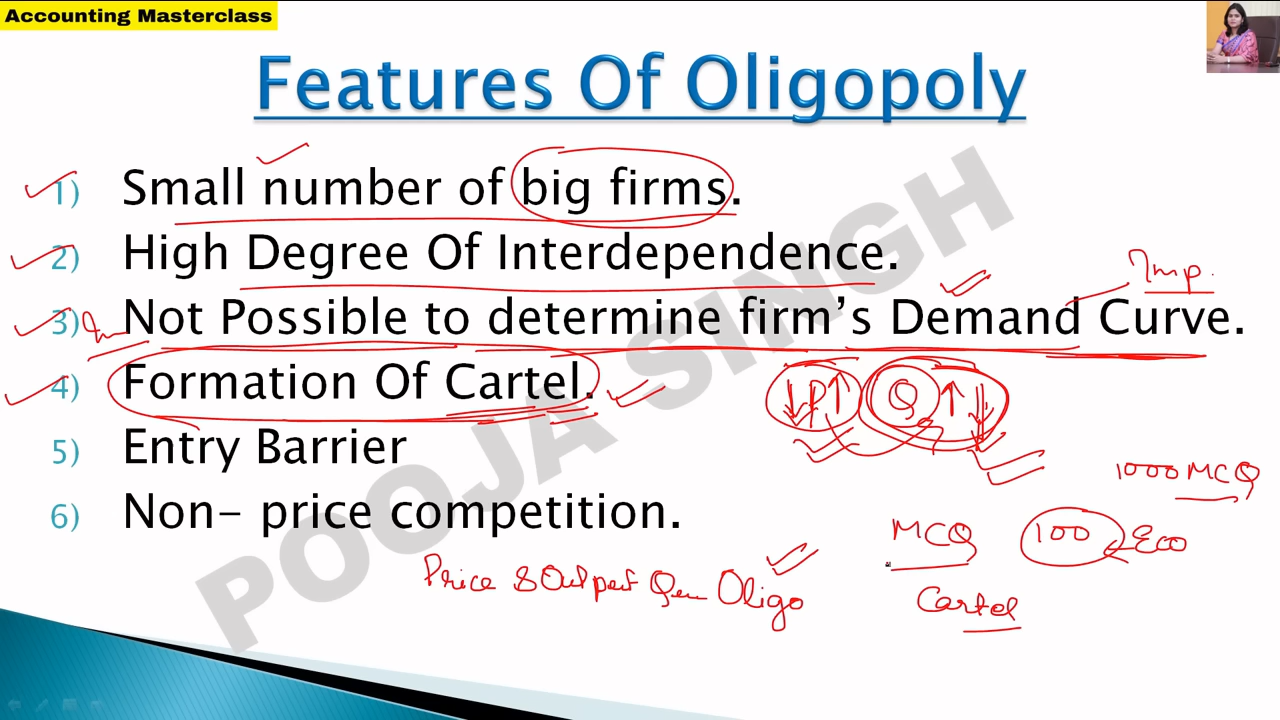 Accounting Masterclass
Features Of Oligopoly
1) Small number of big firms.
2) High Degree Of Interdependence.
Imp.
3) Not Possible to determine firm's Demand Curve.
4) Formation Of Cartel.
↓P↑ Q ↑↓
5) Entry Barrier
1000 MCQ
6) Non- price competition.
MCQ 100 Eco
Price & Output Oligo
Cartel
POOJA SINGH